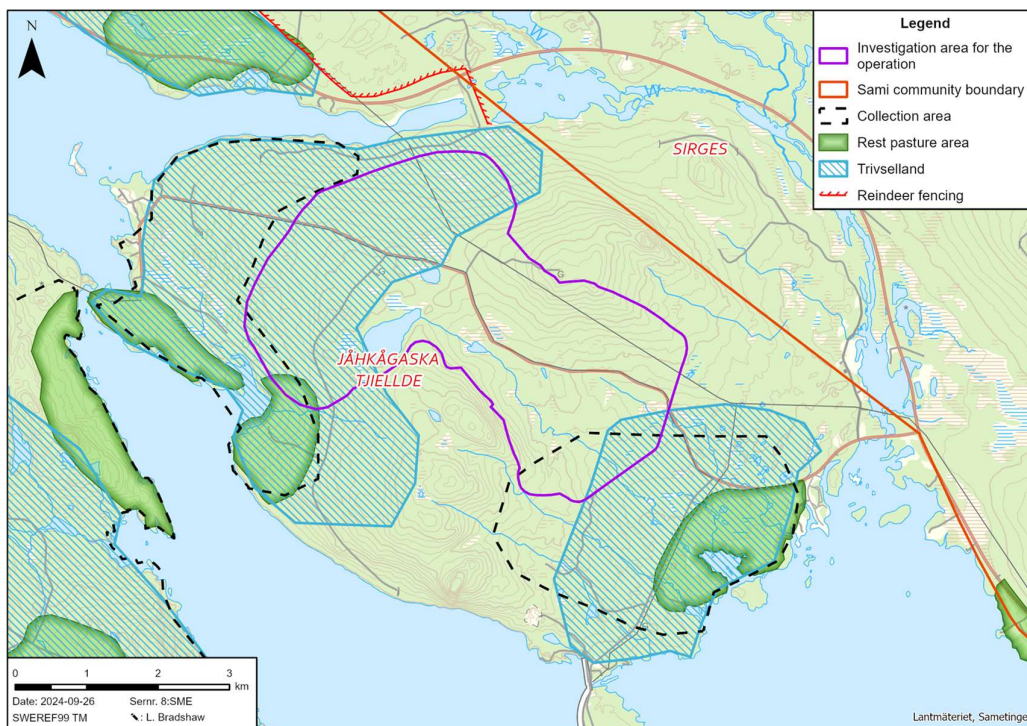 N
Legend
Investigation area for the
operation
Sami community boundary
Collection area
Rest pasture area
Trivselland
Reindeer fencing
W
W
SIRGES
G
G
JÅHKÅGASKA
TJIELLDE
0 1 2 3
km
Date: 2024-09-26 Sernr. 8:SME
SWEREF99 TM : L. Bradshaw
Lantmäteriet, Sametinge